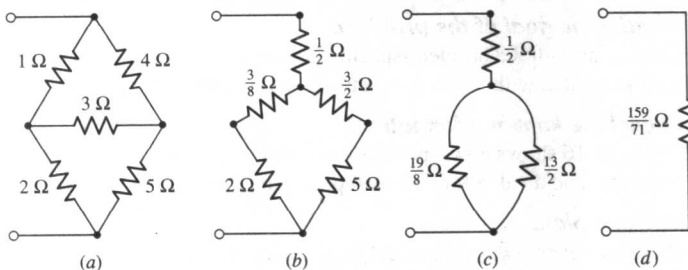 1 Ω
4 Ω
3 Ω
2 Ω
5 Ω
(a)
1/2 Ω
3/8 Ω
3/2 Ω
2 Ω
5 Ω
(b)
1/2 Ω
19/8 Ω
13/2 Ω
(c)
159/71 Ω
(d)